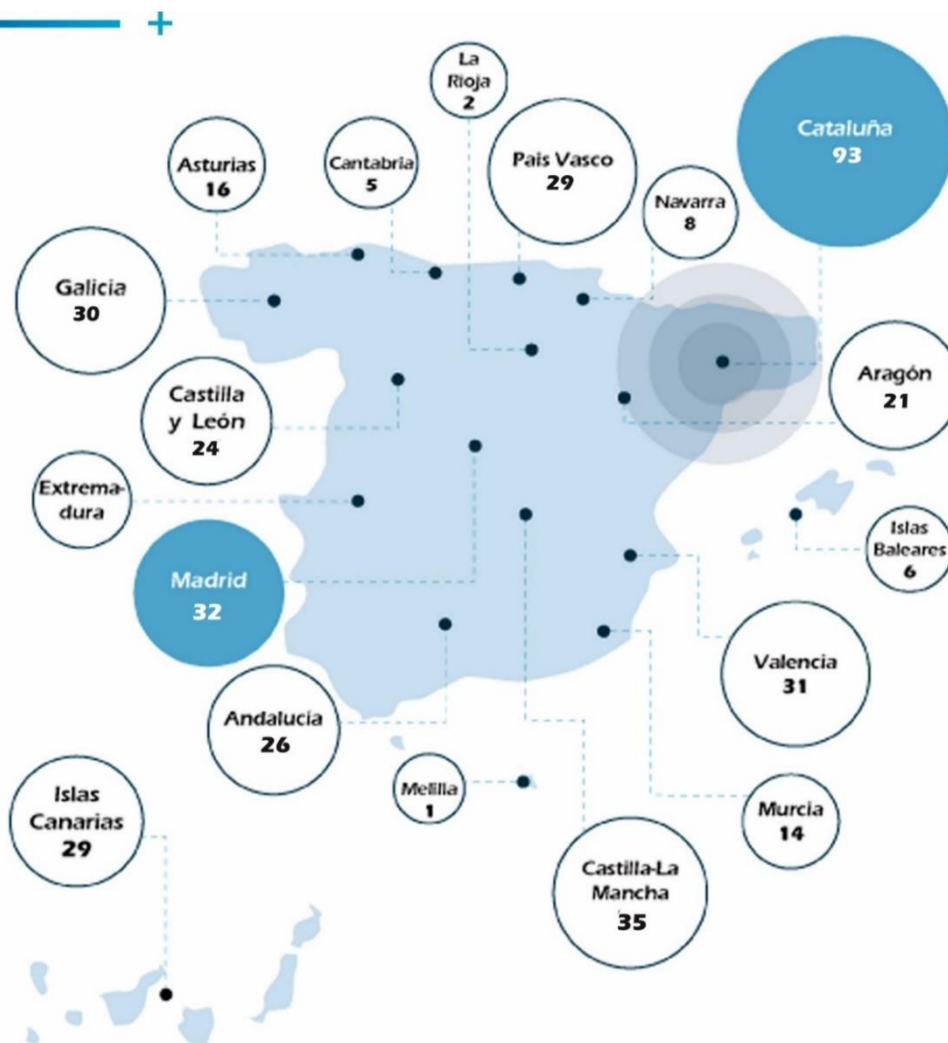 +
La
Rioja
2
Cataluña
93
Asturias
16
Cantabria
5
Pais Vasco
29
Navarra
8
Galicia
30
Aragón
21
Castilla
y León
24
Extrema-
dura
Islas
Baleares
6
Madrid
32
Valencia
31
Andalucía
26
Melilla
1
Islas
Canarias
29
Murcia
14
Castilla-La
Mancha
35